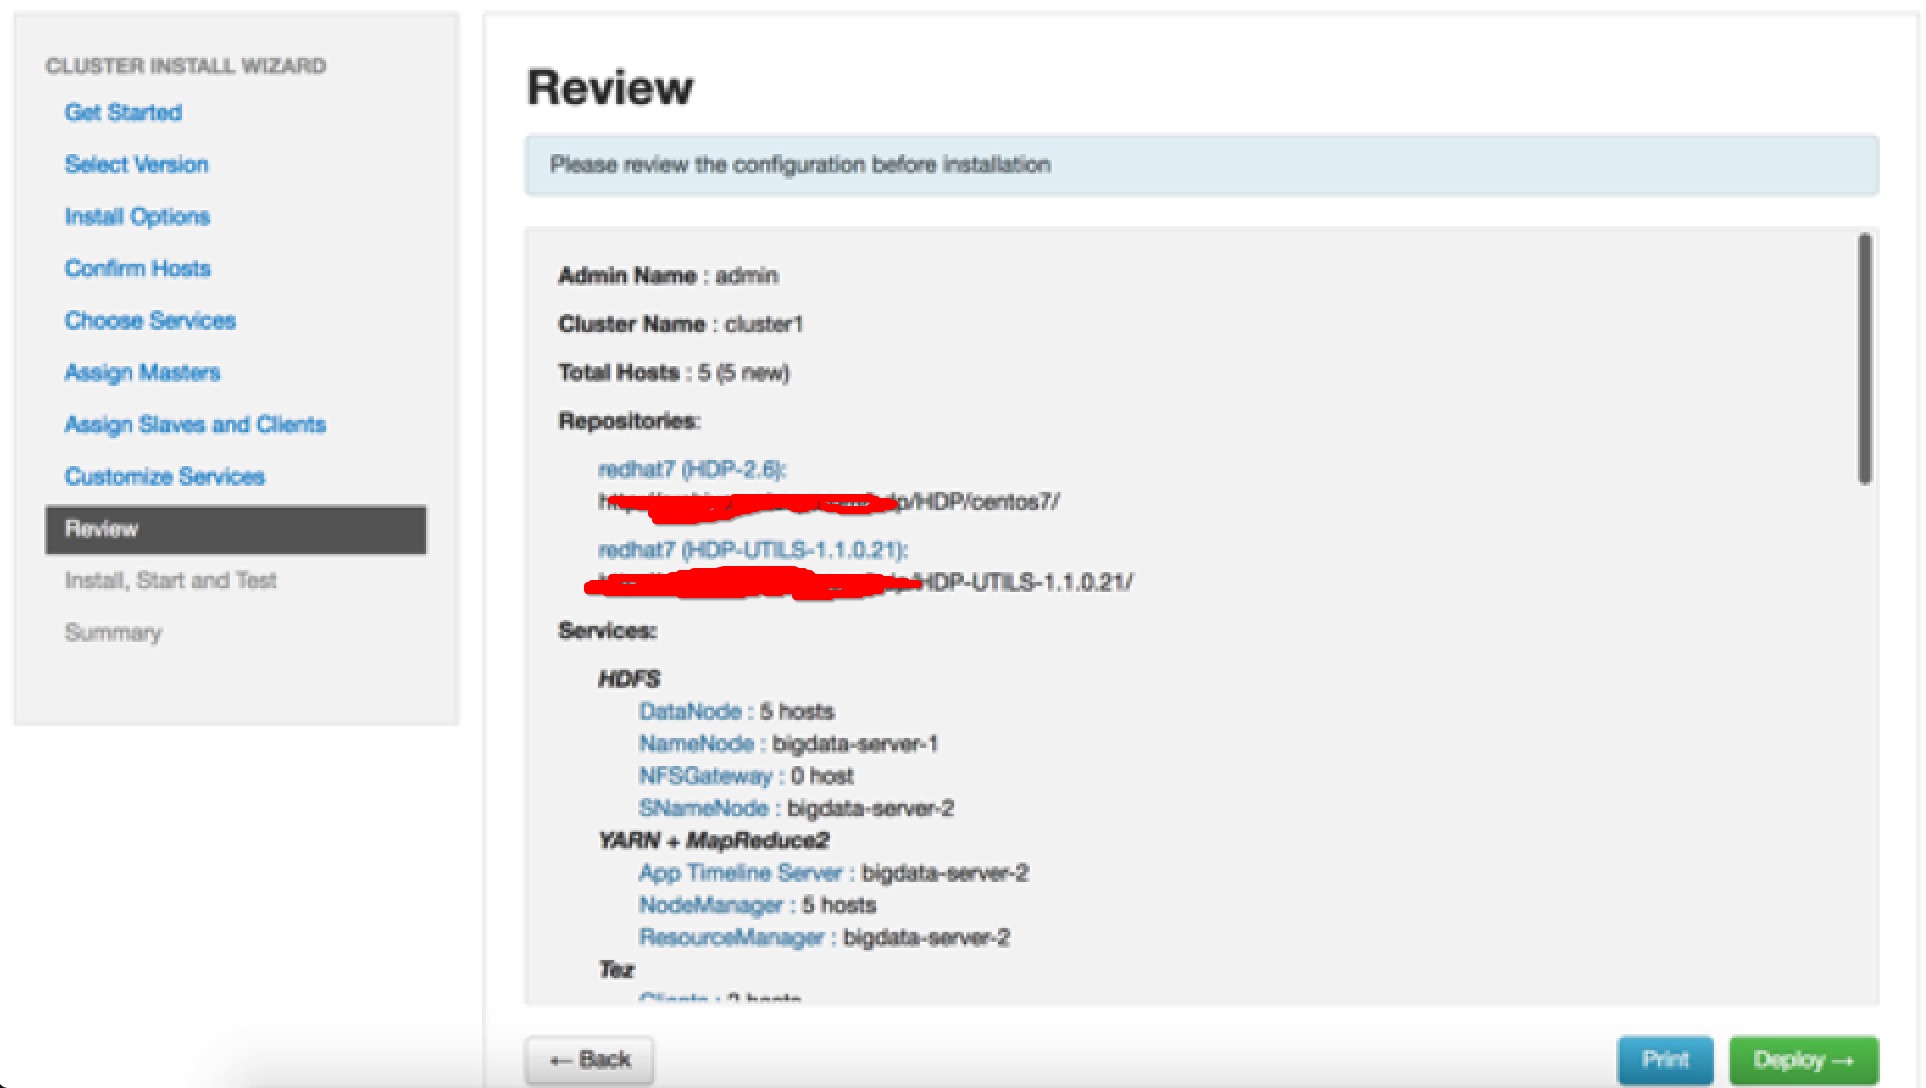 CLUSTER INSTALL WIZARD
Get Started
Select Version
Install Options
Confirm Hosts
Choose Services
Assign Masters
Assign Slaves and Clients
Customize Services
Review
Install, Start and Test
Summary
Review
Please review the configuration before installation
Admin Name : admin
Cluster Name : cluster1
Total Hosts : 5 (5 new)
Repositories:
redhat7 (HDP-2.6):
/HDP/centos7/
redhat7 (HDP-UTILS-1.1.0.21):
/HDP-UTILS-1.1.0.21/
Services:
HDFS
DataNode : 5 hosts
NameNode : bigdata-server-1
NFSGateway : 0 host
SNameNode : bigdata-server-2
YARN + MapReduce2
App Timeline Server : bigdata-server-2
NodeManager : 5 hosts
ResourceManager : bigdata-server-2
Tez
← Back
Print
Deploy →